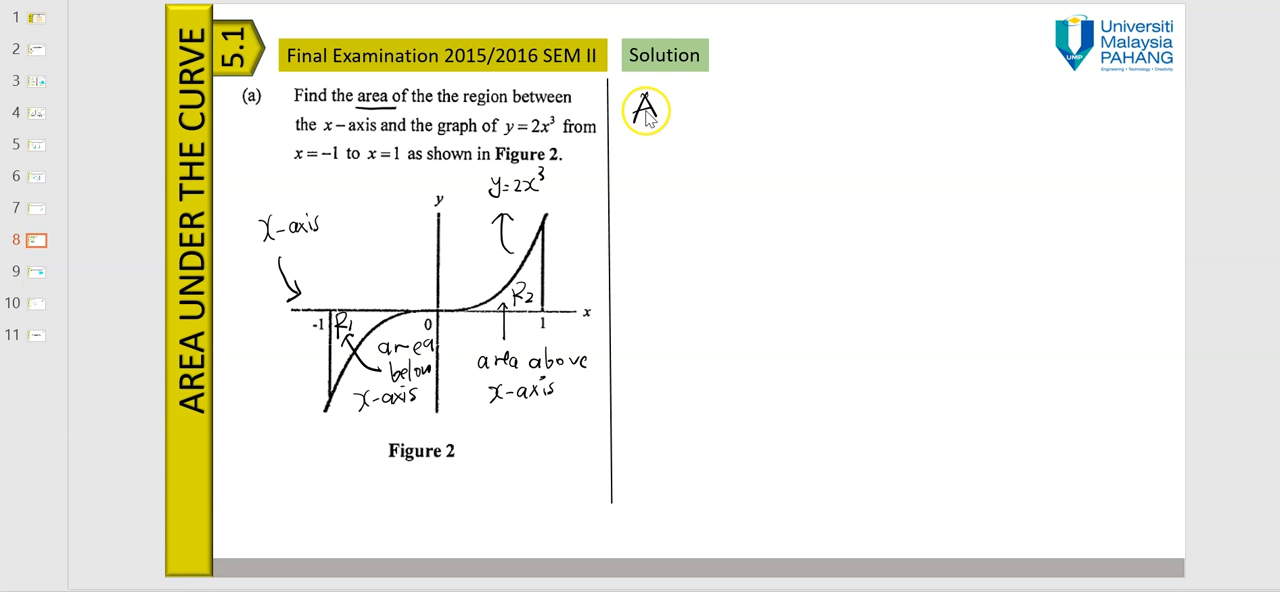 1
2
3
4
5
6
7
8
9
10
11
AREA UNDER THE CURVE
5.1
Final Examination 2015/2016 SEM II
Solution
Universiti
Malaysia
PAHANG
Engineering • Technology • Creativity
UMP
(a) Find the area of the the region between
the x – axis and the graph of y = 2x³ from
x = –1 to x = 1 as shown in Figure 2.
A
y = 2x³
y
x-axis
R2
-1
R1
0
1
x
area
below
x-axis
area above
x-axis
Figure 2